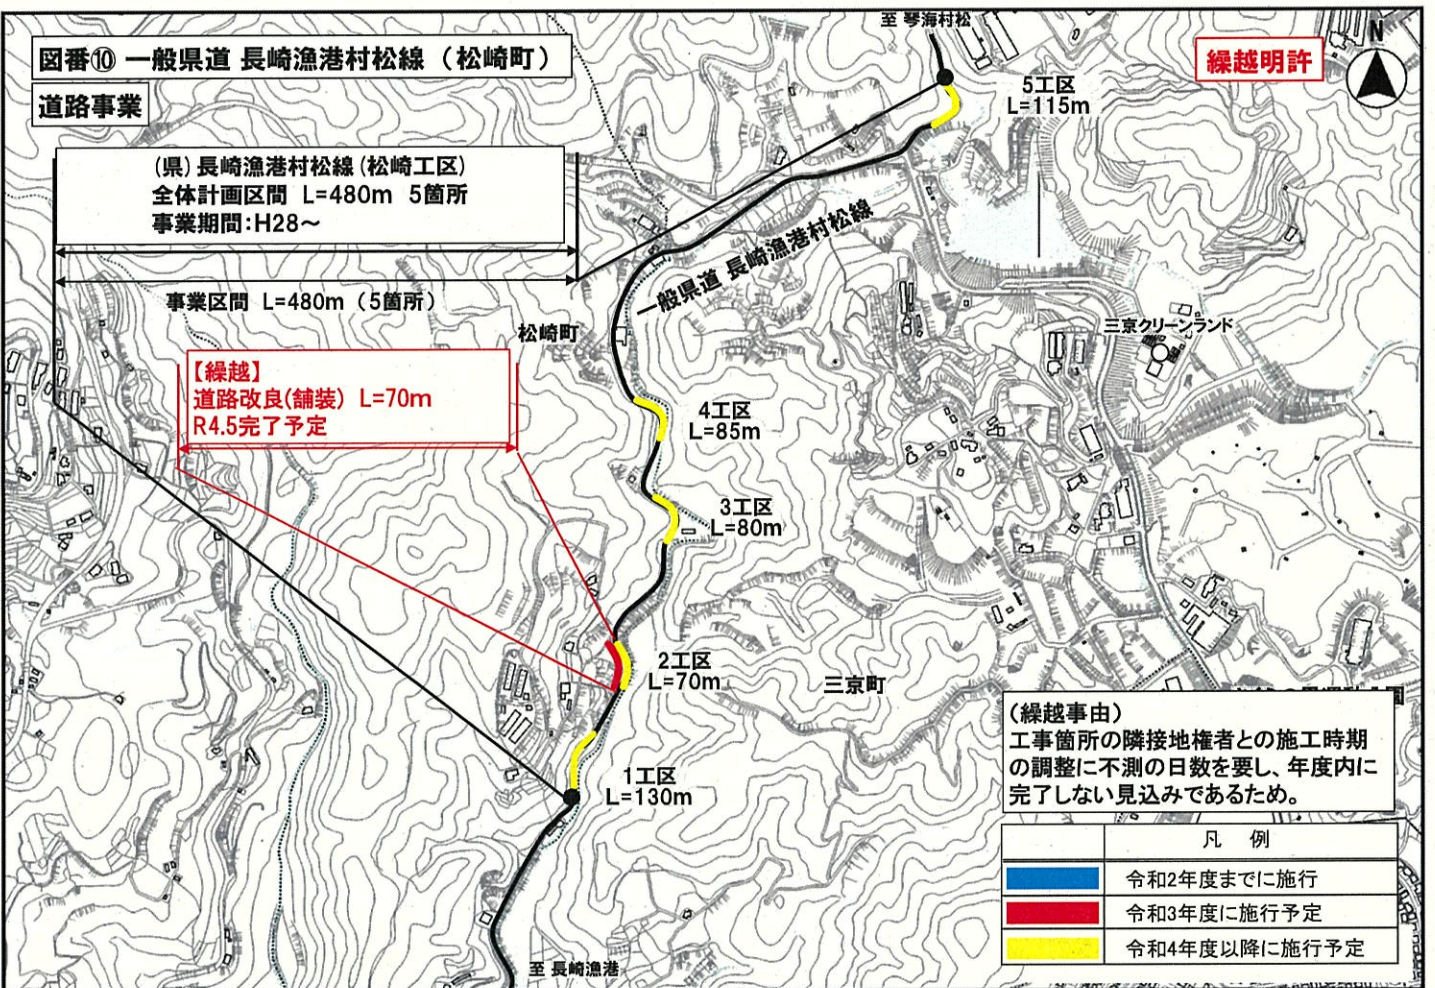 至 琴海村松
図番⑩ 一般県道 長崎漁港村松線（松崎町）
繰越明許
N
道路事業
5工区
L=115m
(県)長崎漁港村松線(松崎工区)
全体計画区間 L=480m 5箇所
事業期間:H28～
一般県道 長崎漁港村松線
事業区間 L=480m（5箇所）
松崎町
三京クリーンランド
【繰越】
道路改良(舗装) L=70m
R4.5完了予定
4工区
L=85m
3工区
L=80m
2工区
L=70m
三京町
1工区
L=130m
（繰越事由）
工事箇所の隣接地権者との施工時期
の調整に不測の日数を要し、年度内に
完了しない見込みであるため。
凡 例
令和2年度までに施行
令和3年度に施行予定
令和4年度以降に施行予定
至 長崎漁港